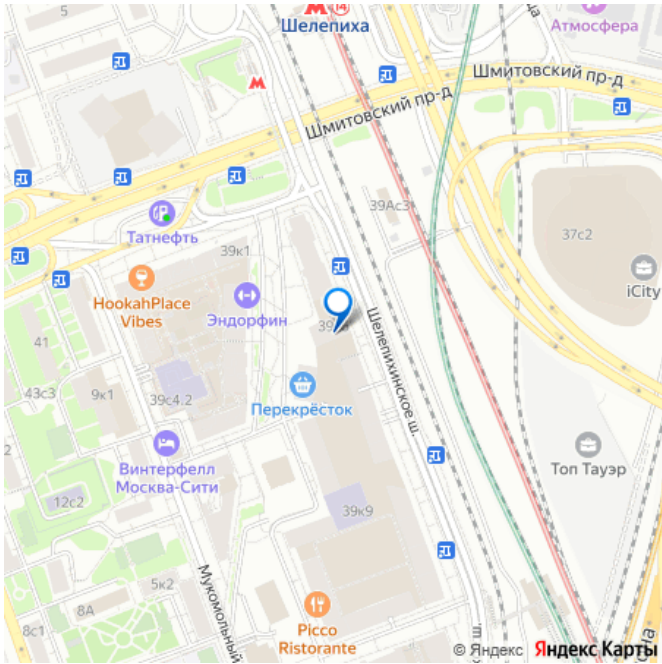 14
Шелепиха
Атмосфера
5
Шмитовский пр-д
Шмитовский пр-д
39Ас3
37с2
Татнефть
39к1
iCity
HookahPlace
Vibes
Эндорфин
Шелепихинское ш.
41
43с3
9к1
39с4.2
Перекрёсток
Винтерфелл
Москва-Сити
Топ Тауэр
12с2
39к9
5к2
8А
8с1
Мукомольный
Picco
Ristorante
ш.
© Яндекс Яндекс Карты